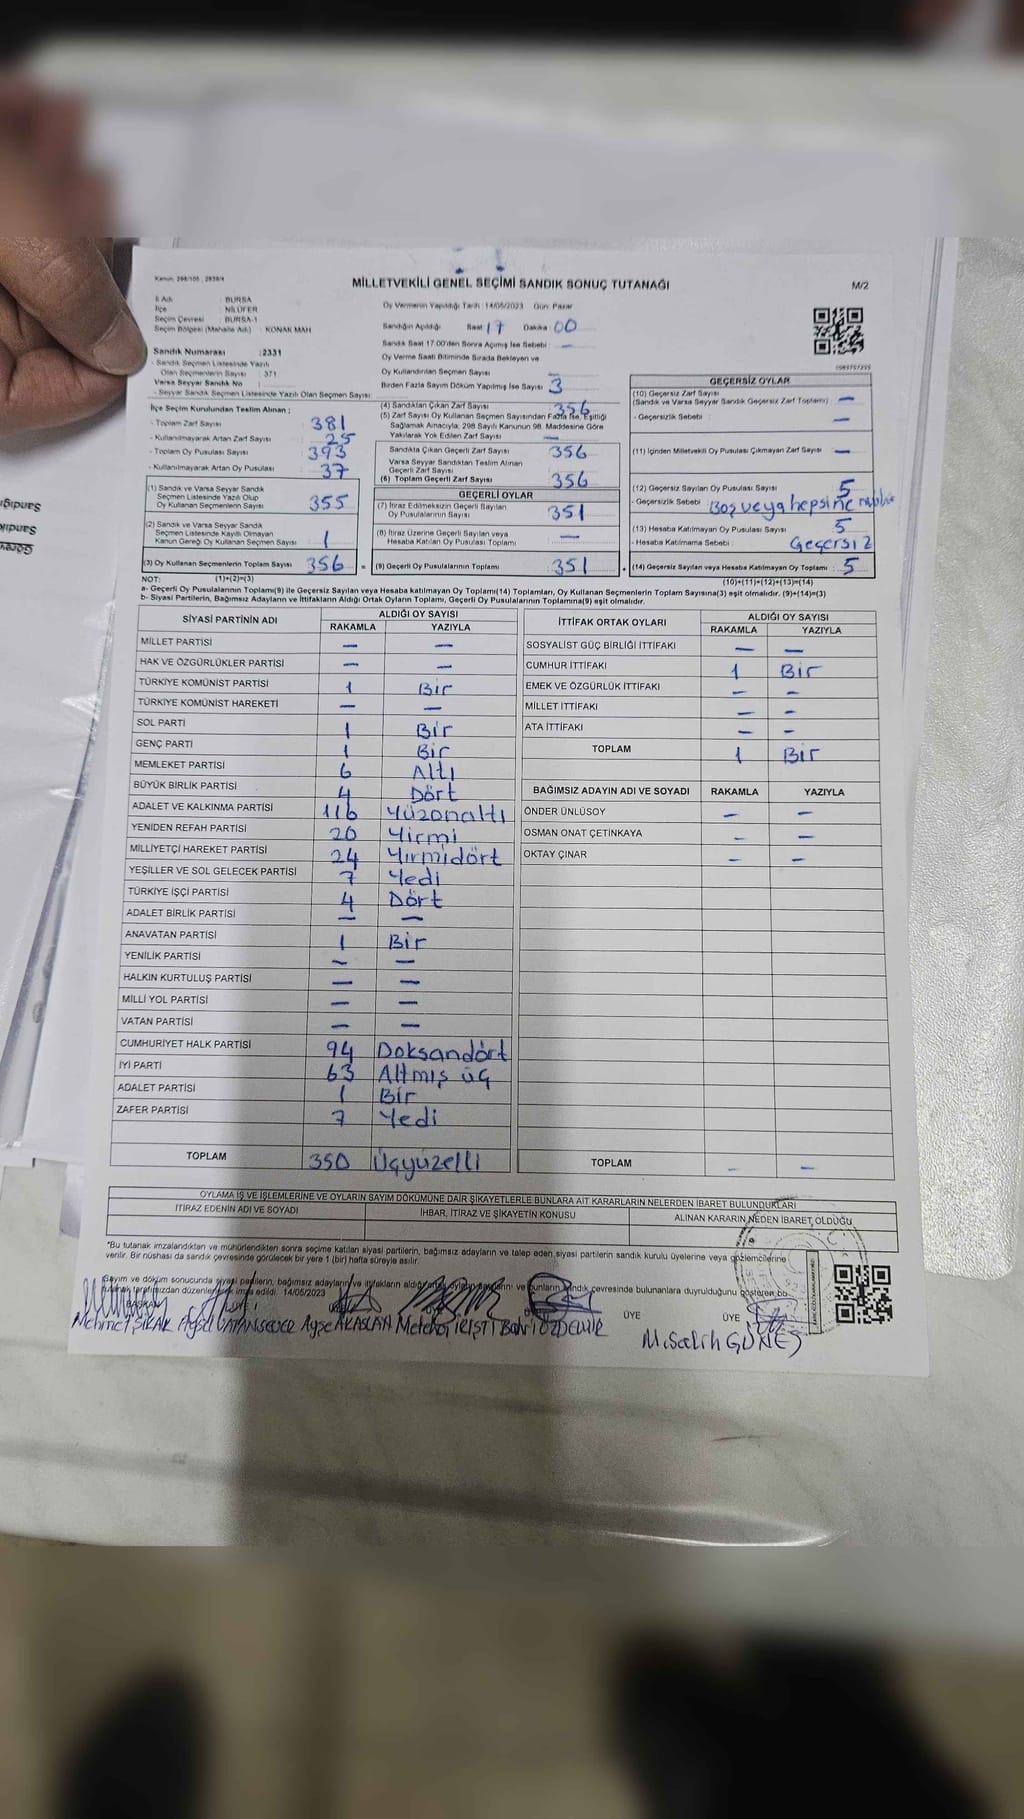 Kanun: 298/105 , 2839/4
MİLLETVEKİLİ GENEL SEÇİMİ SANDIK SONUÇ TUTANAĞI
M/2
İl Adı : BURSA
İlçe : NİLÜFER
Seçim Çevresi : BURSA-1
Seçim Bölgesi (Mahalle Adı) : KONAK MAH
Oy Vermenin Yapıldığı Tarih :14/05/2023 Gün: Pazar
Sandığın Açıldığı Saat 17 Dakika 00
Sandık Saat 17.00'den Sonra Açılmış İse Sebebi : —
Oy Verme Saati Bitiminde Sırada Bekleyen ve
Oy Kullandırılan Seçmen Sayısı —
Birden Fazla Sayım Döküm Yapılmış İse Sayısı 3
Sandık Numarası :2331
- Sandık Seçmen Listesinde Yazılı
Olan Seçmenlerin Sayısı : 371
Varsa Seyyar Sandık No :
- Seyyar Sandık Seçmen Listesinde Yazılı Olan Seçmen Sayısı
İlçe Seçim Kurulundan Teslim Alınan ;
- Toplam Zarf Sayısı 381
- Kullanılmayarak Artan Zarf Sayısı 25
- Toplam Oy Pusulası Sayısı 393
- Kullanılmayarak Artan Oy Pusulası 37
(1) Sandık ve Varsa Seyyar Sandık
Seçmen Listesinde Yazılı Olup
Oy Kullanan Seçmenlerin Sayısı 355
(2) Sandık ve Varsa Seyyar Sandık
Seçmen Listesinde Kayıtlı Olmayan
Kanun Gereği Oy Kullanan Seçmen Sayısı 1
(3) Oy Kullanan Seçmenlerin Toplam Sayısı 356 =
(4) Sandıktan Çıkan Zarf Sayısı 356
(5) Zarf Sayısı Oy Kullanan Seçmen Sayısından Fazla İse, Eşitliği
Sağlamak Amacıyla; 298 Sayılı Kanunun 98. Maddesine Göre
Yakılarak Yok Edilen Zarf Sayısı —
Sandıkta Çıkan Geçerli Zarf Sayısı 356
Varsa Seyyar Sandıktan Teslim Alınan
Geçerli Zarf Sayısı
(6) Toplam Geçerli Zarf Sayısı 356
GEÇERLİ OYLAR
(7) İtiraz Edilmeksizin Geçerli Sayılan
Oy Pusulalarının Sayısı 351
(8) İtiraz Üzerine Geçerli Sayılan veya
Hesaba Katılan Oy Pusulası Toplamı —
(9) Geçerli Oy Pusulalarının Toplamı 351
GEÇERSİZ OYLAR
(10) Geçersiz Zarf Sayısı
(Sandık ve Varsa Seyyar Sandık Geçersiz Zarf Toplamı) —
- Geçersizlik Sebebi : —
(11) İçinden Milletvekili Oy Pusulası Çıkmayan Zarf Sayısı —
(12) Geçersiz Sayılan Oy Pusulası Sayısı 5
- Geçersizlik Sebebi Boş veya hepsine
(13) Hesaba Katılmayan Oy Pusulası Sayısı 5
- Hesaba Katılmama Sebebi : Geçersiz
(14) Geçersiz Sayılan veya Hesaba Katılmayan Oy Toplamı 5
NOT: (1)+(2)=(3) (10)+(11)+(12)+(13)=(14)
a- Geçerli Oy Pusulalarının Toplamı(9) ile Geçersiz Sayılan veya Hesaba katılmayan Oy Toplamı(14) Toplamları, Oy Kullanan Seçmenlerin Toplam Sayısına(3) eşit olmalıdır. (9)+(14)=(3)
b- Siyasi Partilerin, Bağımsız Adayların ve İttifakların Aldığı Ortak Oyların Toplamı, Geçerli Oy Pusulalarının Toplamına(9) eşit olmalıdır.
SİYASİ PARTİNİN ADI ALDIĞI OY SAYISI
RAKAMLA YAZIYLA
MİLLET PARTİSİ — —
HAK VE ÖZGÜRLÜKLER PARTİSİ — —
TÜRKİYE KOMÜNİST PARTİSİ 1 Bir
TÜRKİYE KOMÜNİST HAREKETİ — —
SOL PARTİ 1 Bir
GENÇ PARTİ 1 Bir
MEMLEKET PARTİSİ 6 Altı
BÜYÜK BİRLİK PARTİSİ 4 Dört
ADALET VE KALKINMA PARTİSİ 116 Yüzonaltı
YENİDEN REFAH PARTİSİ 20 Yirmi
MİLLİYETÇİ HAREKET PARTİSİ 24 Yırmidört
YEŞİLLER VE SOL GELECEK PARTİSİ 7 Yedi
TÜRKİYE İŞÇİ PARTİSİ 4 Dört
ADALET BİRLİK PARTİSİ — —
ANAVATAN PARTİSİ 1 Bir
YENİLİK PARTİSİ — —
HALKIN KURTULUŞ PARTİSİ — —
MİLLİ YOL PARTİSİ — —
VATAN PARTİSİ — —
CUMHURİYET HALK PARTİSİ 94 Doksandört
İYİ PARTİ 63 Altmış üç
ADALET PARTİSİ 1 Bir
ZAFER PARTİSİ 7 Yedi
TOPLAM 350 Üçyüzelli
İTTİFAK ORTAK OYLARI ALDIĞI OY SAYISI
RAKAMLA YAZIYLA
SOSYALİST GÜÇ BİRLİĞİ İTTİFAKI — —
CUMHUR İTTİFAKI 1 Bir
EMEK VE ÖZGÜRLÜK İTTİFAKI — —
MİLLET İTTİFAKI — —
ATA İTTİFAKI — —
TOPLAM 1 Bir
BAĞIMSIZ ADAYIN ADI VE SOYADI RAKAMLA YAZIYLA
ÖNDER ÜNLÜSOY — —
OSMAN ONAT ÇETİNKAYA — —
OKTAY ÇINAR — —
TOPLAM — —
OYLAMA İŞ VE İŞLEMLERİNE VE OYLARIN SAYIM DÖKÜMÜNE DAİR ŞİKAYETLERLE BUNLARA AİT KARARLARIN NELERDEN İBARET BULUNDUKLARI
İTİRAZ EDENİN ADI VE SOYADI İHBAR, İTİRAZ VE ŞİKAYETİN KONUSU ALINAN KARARIN NEDEN İBARET OLDUĞU
*Bu tutanak imzalandıktan ve mühürlendikten sonra seçime katılan siyasi partilerin, bağımsız adayların ve talep eden siyasi partilerin sandık kurulu üyelerine veya gözlemcilerine
verilir. Bir nüshası da sandık çevresinde görülecek bir yere 1 (bir) hafta süreyle asılır.
Sayım ve döküm sonucunda siyasi partilerin, bağımsız adayların ve ittifakların aldığı ve bunların sandık çevresinde bulunanlara duyrulduğunu gösteren bu
tutanak tarafımızdan düzenlenerek imza edildi. 14/05/2023
BAŞKAN ÜYE ÜYE
Mehmet Ayşe Bahri ÖZDEMİR
M.Salih GÜNEŞ